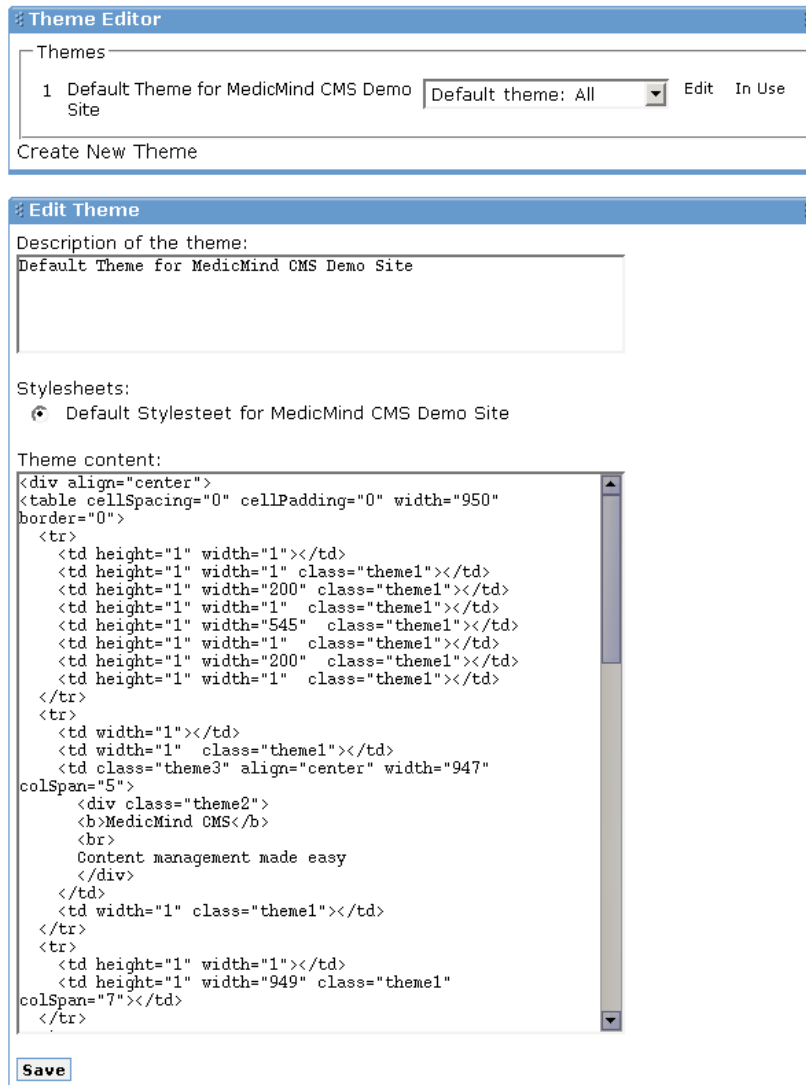 Theme Editor
Themes
1 Default Theme for MedicMind CMS Demo Site Default theme: All Edit In Use
Create New Theme
Edit Theme
Description of the theme:
Default Theme for MedicMind CMS Demo Site
Stylesheets:
Default Stylesteet for MedicMind CMS Demo Site
Theme content:
<div align="center">
<table cellSpacing="0" cellPadding="0" width="950"
border="0">
  <tr>
    <td height="1" width="1"></td>
    <td height="1" width="1" class="theme1"></td>
    <td height="1" width="200" class="theme1"></td>
    <td height="1" width="1"  class="theme1"></td>
    <td height="1" width="545"  class="theme1"></td>
    <td height="1" width="1"  class="theme1"></td>
    <td height="1" width="200"  class="theme1"></td>
    <td height="1" width="1"  class="theme1"></td>
  </tr>
  <tr>
    <td width="1"></td>
    <td width="1"  class="theme1"></td>
    <td class="theme3" align="center" width="947"
colSpan="5">
      <div class="theme2">
      <b>MedicMind CMS</b>
      <br>
      Content management made easy
      </div>
    </td>
    <td width="1" class="theme1"></td>
  </tr>
  <tr>
    <td height="1" width="1"></td>
    <td height="1" width="949" class="theme1"
colSpan="7"></td>
  </tr>
Save